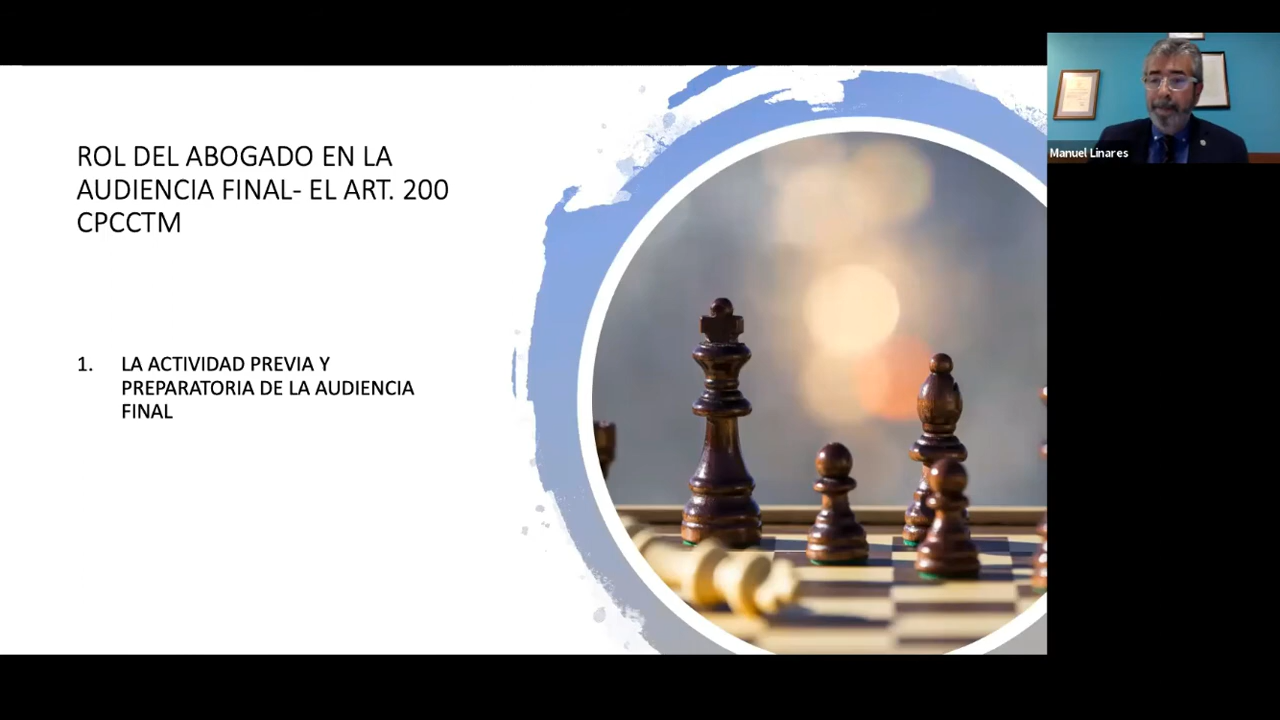 ROL DEL ABOGADO EN LA
AUDIENCIA FINAL- EL ART. 200
CPCCTM
1. LA ACTIVIDAD PREVIA Y
PREPARATORIA DE LA AUDIENCIA
FINAL
Manuel Linares